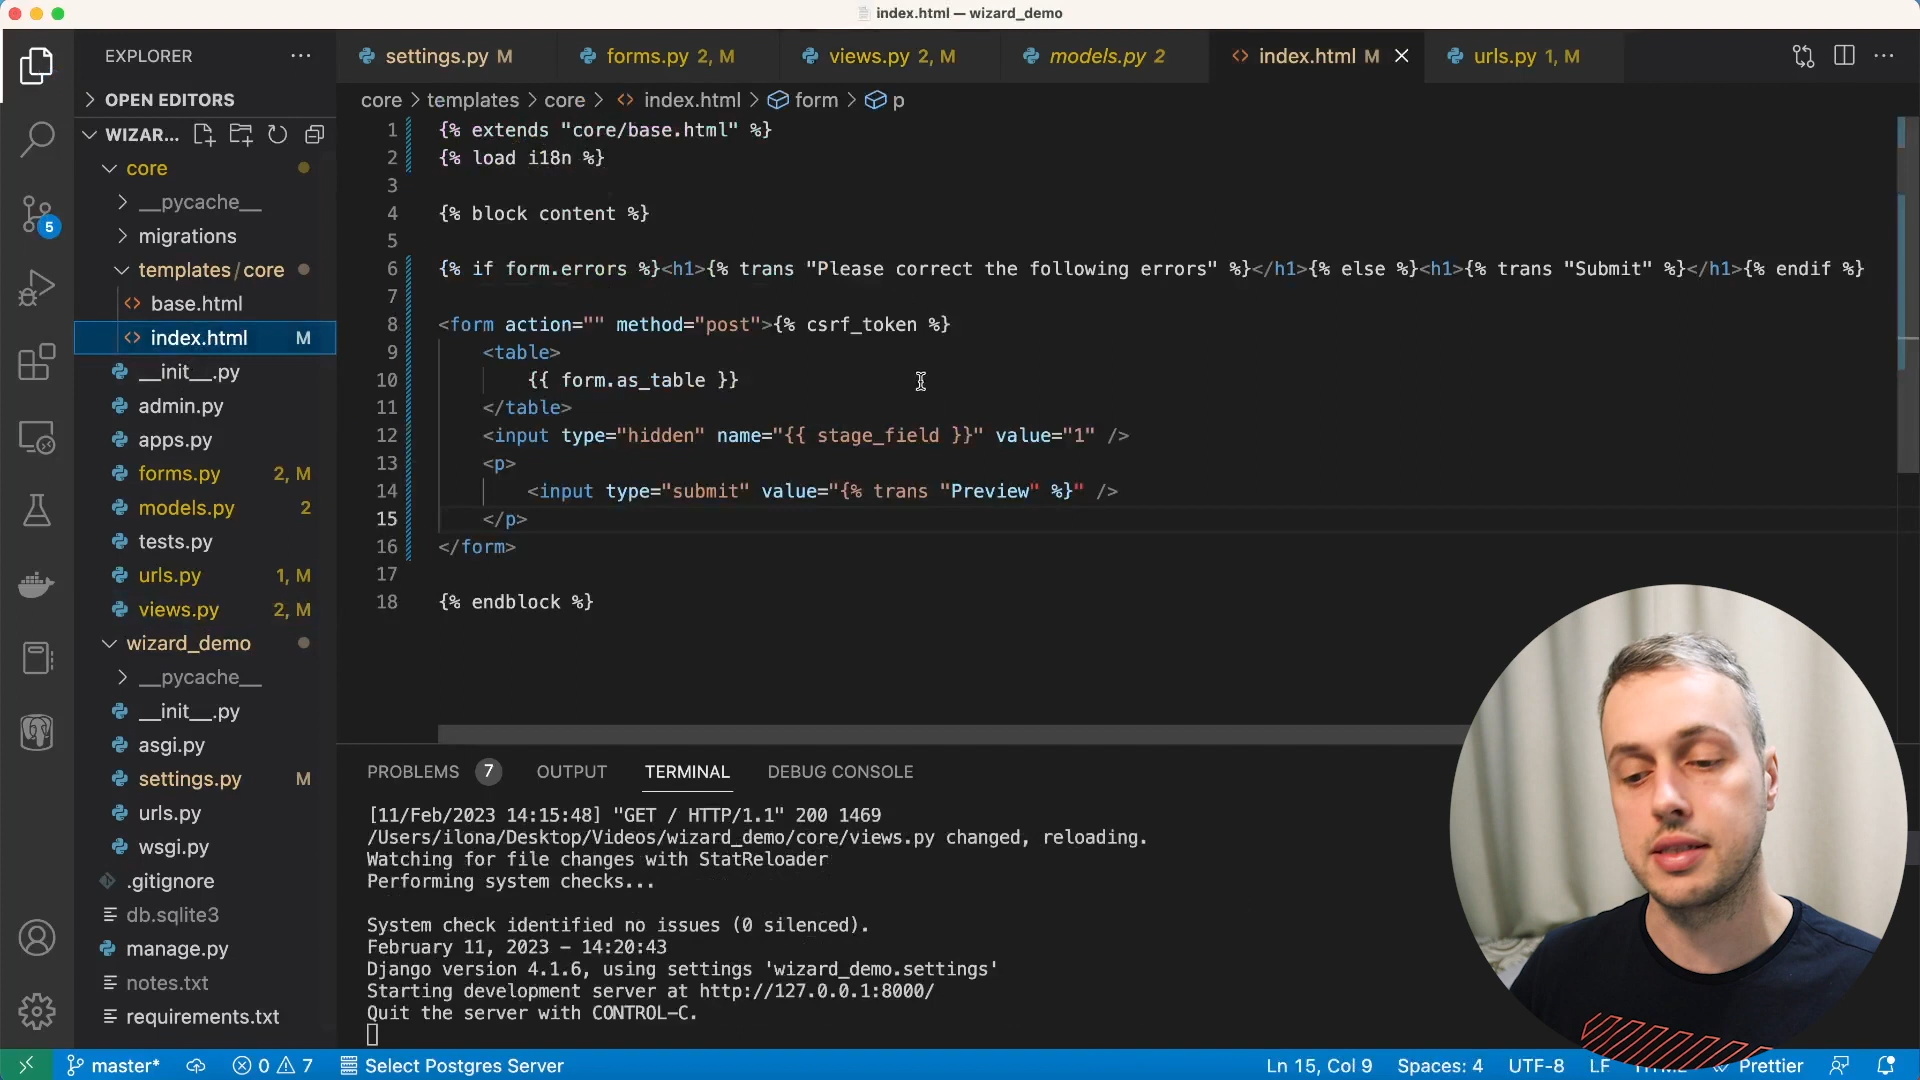 index.html — wizard_demo
EXPLORER
settings.py M
forms.py 2, M
views.py 2, M
models.py 2
index.html M
urls.py 1, M
OPEN EDITORS
core templates core index.html form p
WIZAR...
core
__pycache__
migrations
templates/core
base.html
index.html M
__init__.py
admin.py
apps.py
forms.py 2, M
models.py 2
tests.py
urls.py 1, M
views.py 2, M
wizard_demo
__pycache__
__init__.py
asgi.py
settings.py M
urls.py
wsgi.py
.gitignore
db.sqlite3
manage.py
notes.txt
requirements.txt
5
1 {% extends "core/base.html" %}
2 {% load i18n %}
3
4 {% block content %}
5
6 {% if form.errors %}<h1>{% trans "Please correct the following errors" %}</h1>{% else %}<h1>{% trans "Submit" %}</h1>{% endif %}
7
8 <form action="" method="post">{% csrf_token %}
9 <table>
10 {{ form.as_table }}
11 </table>
12 <input type="hidden" name="{{ stage_field }}" value="1" />
13 <p>
14 <input type="submit" value="{% trans "Preview" %}" />
15 </p>
16 </form>
17
18 {% endblock %}
PROBLEMS 7 OUTPUT TERMINAL DEBUG CONSOLE
[11/Feb/2023 14:15:48] "GET / HTTP/1.1" 200 1469
/Users/ilona/Desktop/Videos/wizard_demo/core/views.py changed, reloading.
Watching for file changes with StatReloader
Performing system checks...
System check identified no issues (0 silenced).
February 11, 2023 - 14:20:43
Django version 4.1.6, using settings 'wizard_demo.settings'
Starting development server at http://127.0.0.1:8000/
Quit the server with CONTROL-C.
master* 0 7 Select Postgres Server Ln 15, Col 9 Spaces: 4 UTF-8 LF Prettier